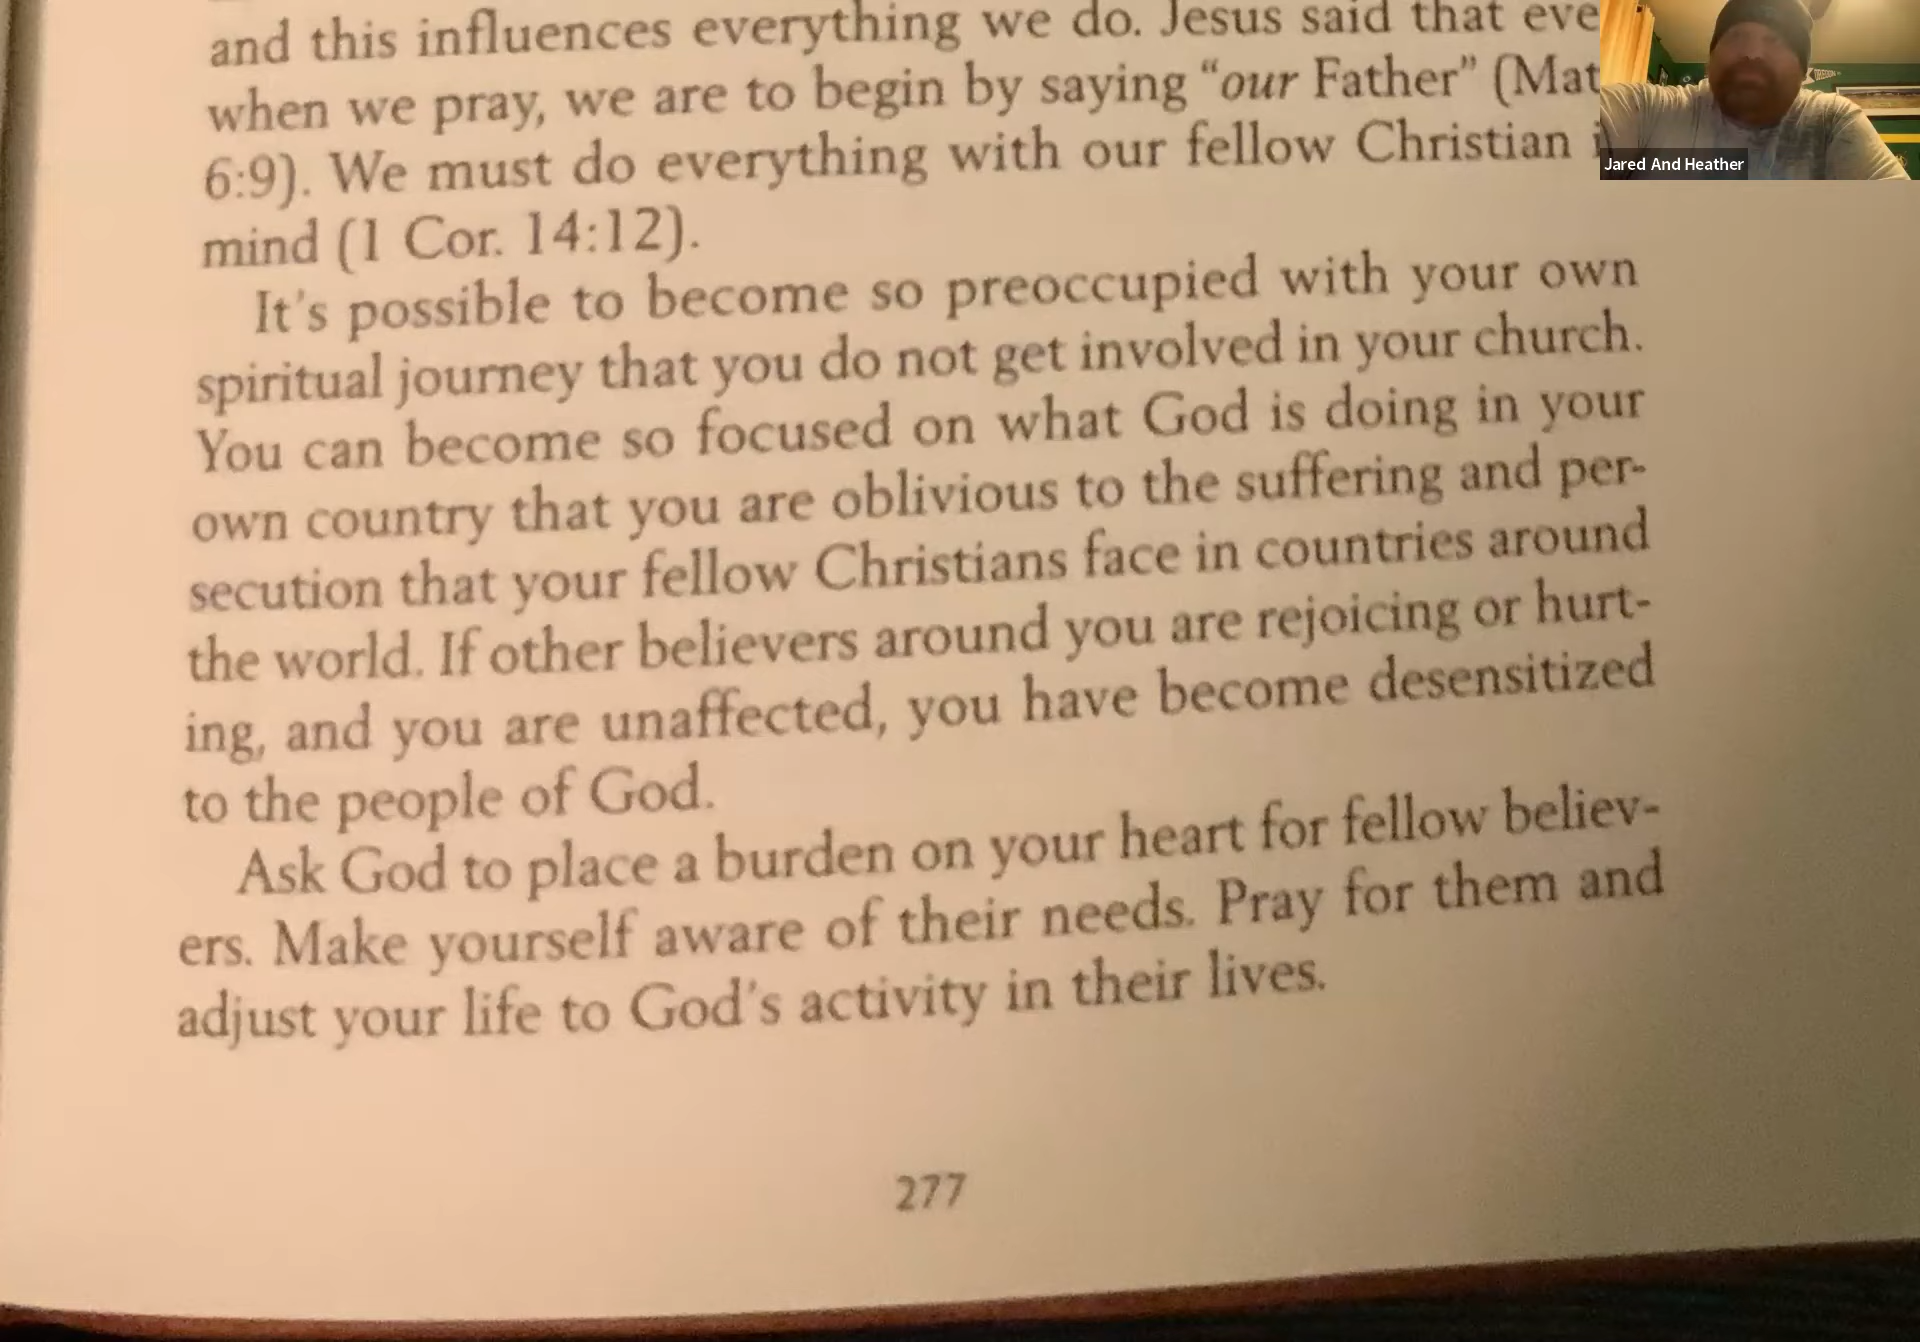 and this influences everything we do. Jesus said that eve
when we pray, we are to begin by saying “our Father” (Mat
6:9). We must do everything with our fellow Christian i
mind (1 Cor. 14:12).
It’s possible to become so preoccupied with your own
spiritual journey that you do not get involved in your church.
You can become so focused on what God is doing in your
own country that you are oblivious to the suffering and per-
secution that your fellow Christians face in countries around
the world. If other believers around you are rejoicing or hurt-
ing, and you are unaffected, you have become desensitized
to the people of God.
Ask God to place a burden on your heart for fellow believ-
ers. Make yourself aware of their needs. Pray for them and
adjust your life to God’s activity in their lives.
277
Jared And Heather